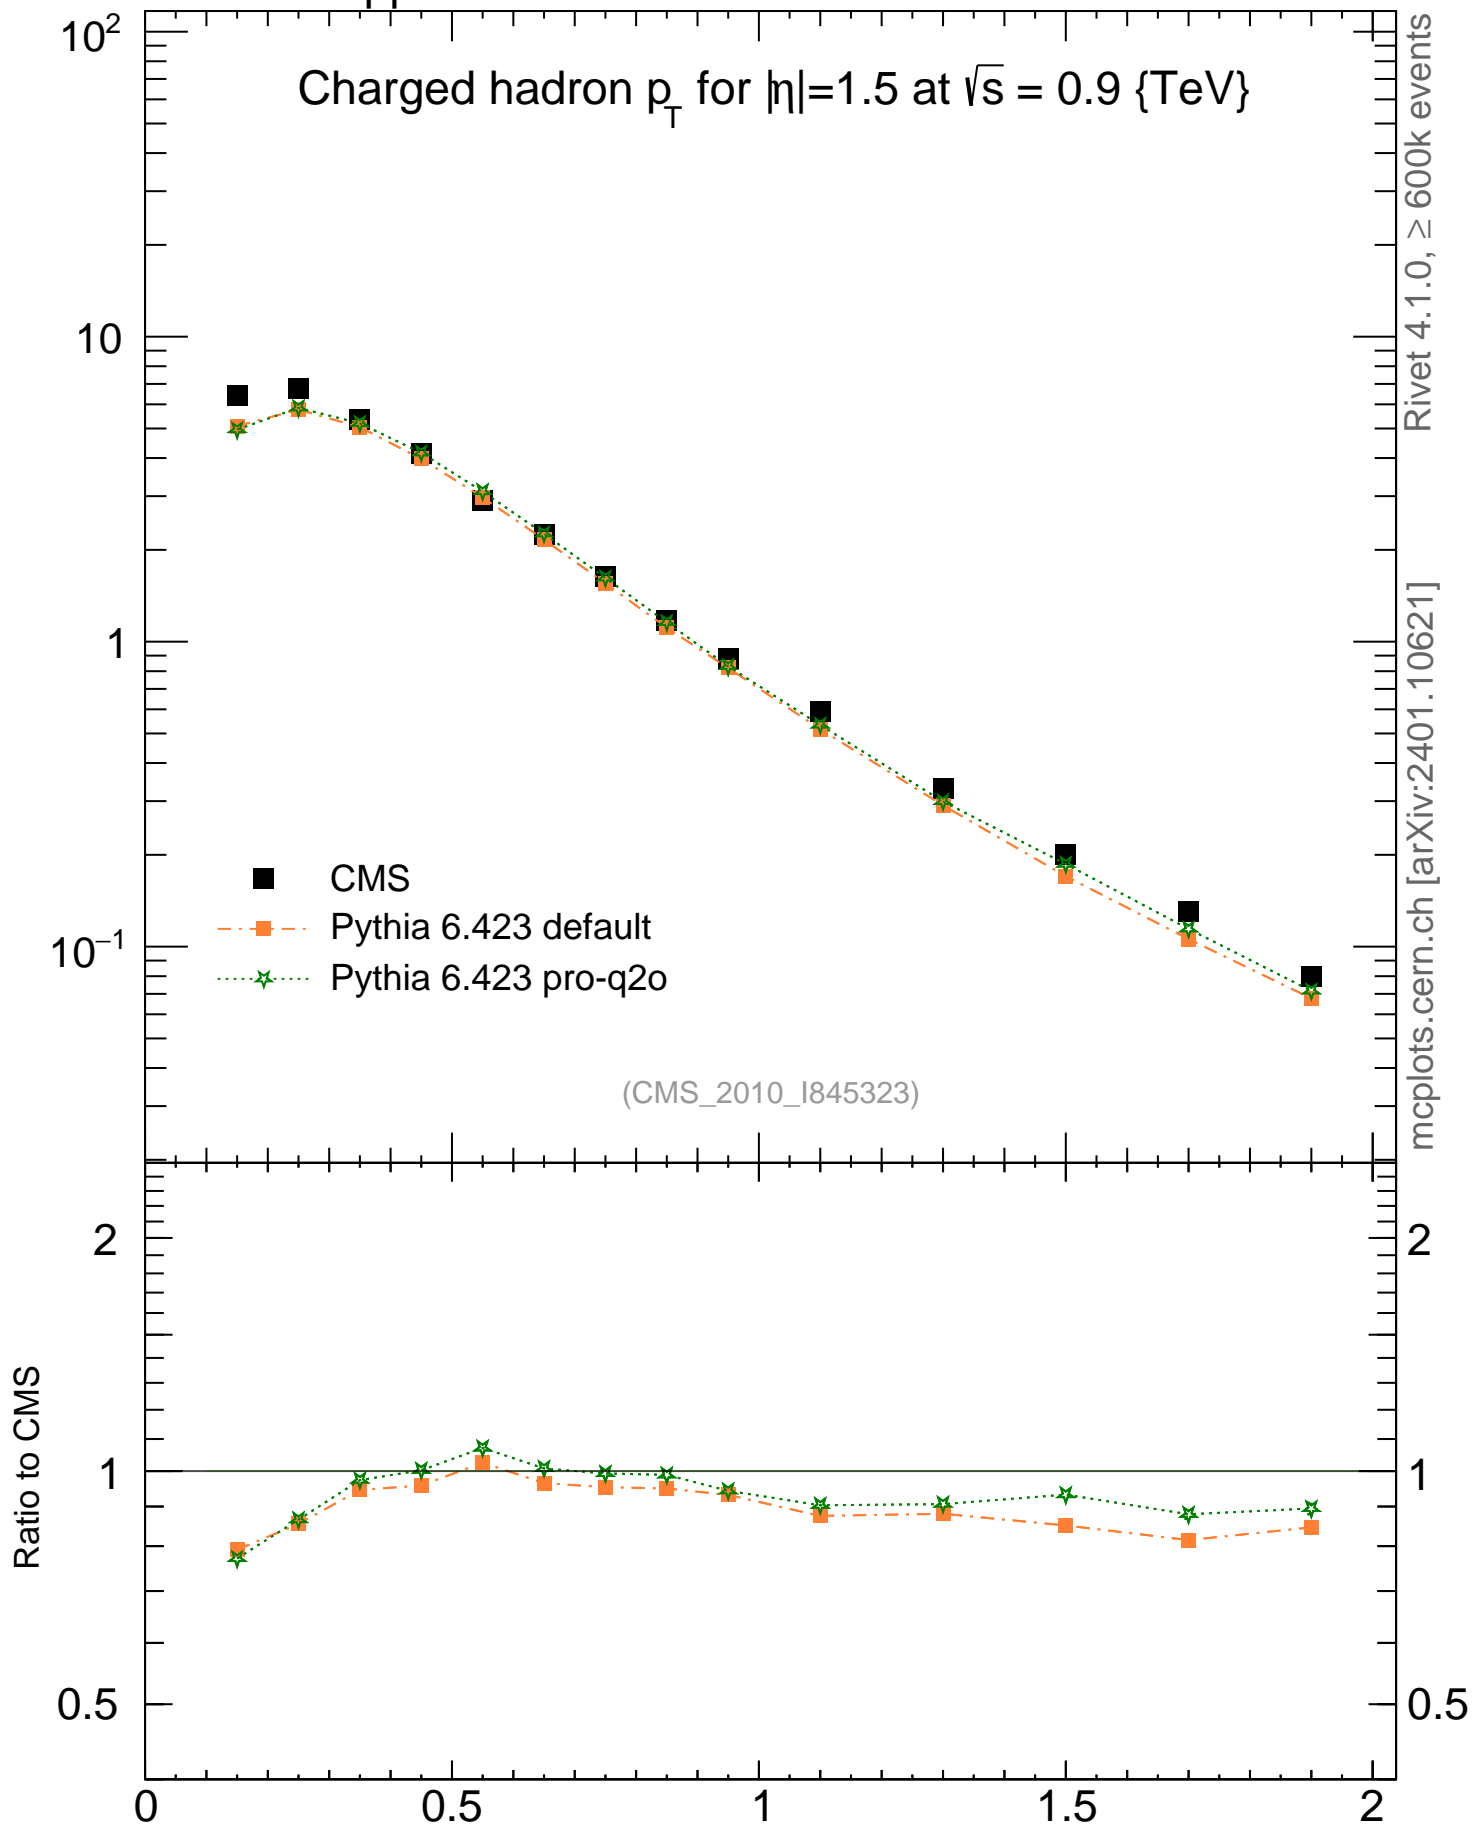 Charged hadron p_T for |η|=1.5 at √s = 0.9 {TeV}
10²
10
1
10⁻¹
CMS
Pythia 6.423 default
Pythia 6.423 pro-q2o
(CMS_2010_I845323)
Rivet 4.1.0, ≥ 600k events
mcplots.cern.ch [arXiv:2401.10621]
Ratio to CMS
2
1
0.5
2
1
0.5
0 0.5 1 1.5 2